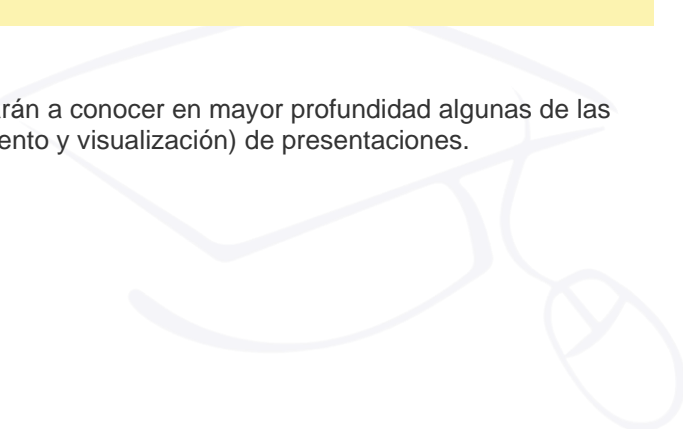 rán a conocer en mayor profundidad algunas de las
ento y visualización) de presentaciones.